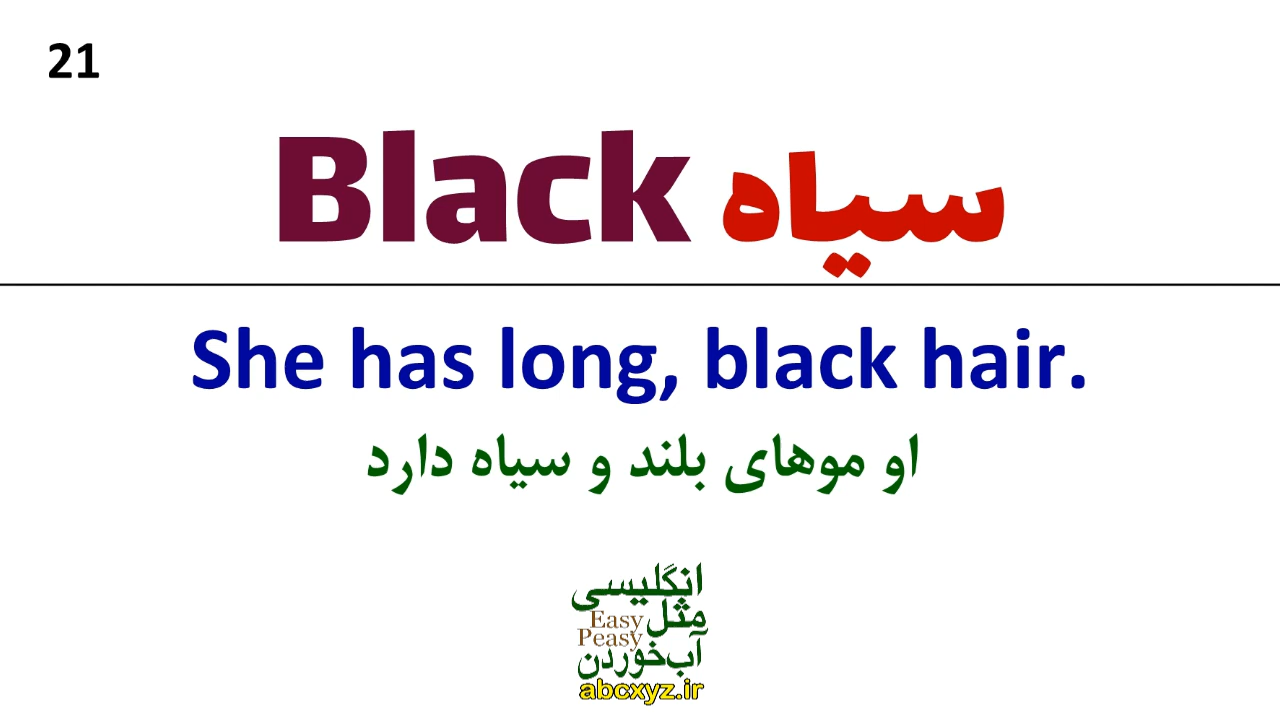 21
Black سیاه
She has long, black hair.
او موهای بلند و سیاه دارد
انگلیسی
مثل
Easy
Peasy
آب‌خوردن
abcxyz.ir